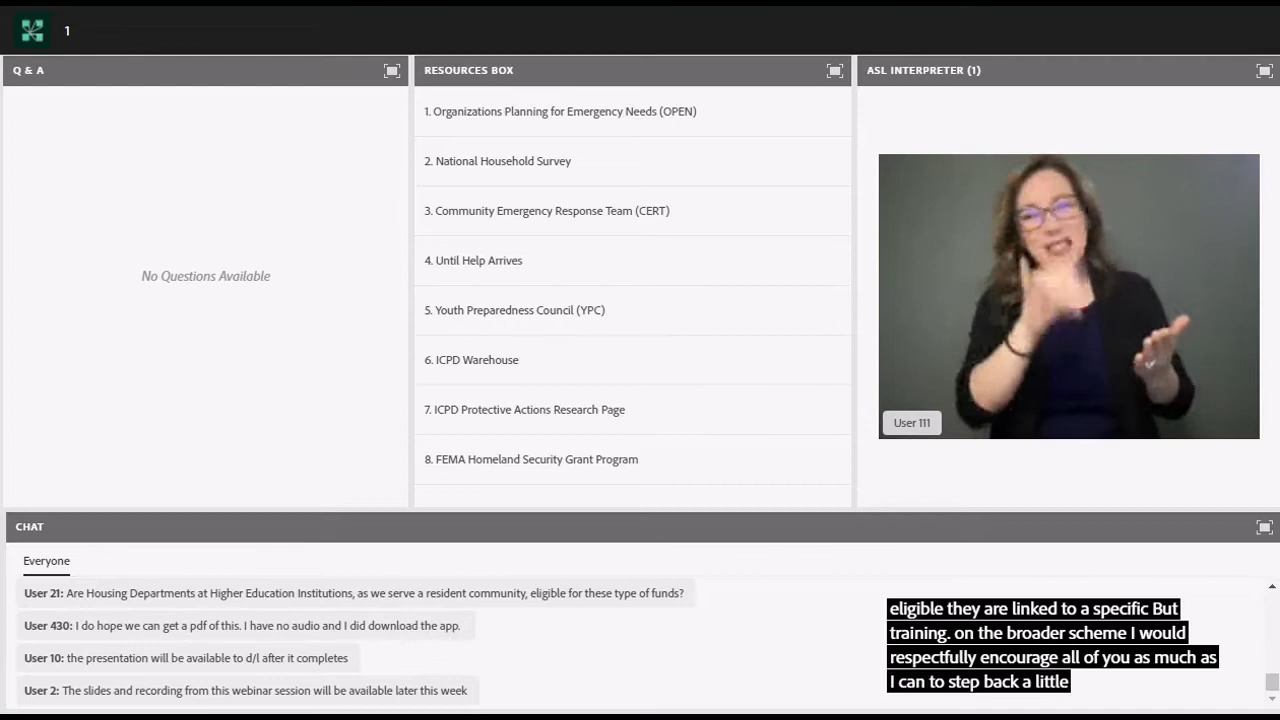 1
Q & A
No Questions Available
RESOURCES BOX
1. Organizations Planning for Emergency Needs (OPEN)
2. National Household Survey
3. Community Emergency Response Team (CERT)
4. Until Help Arrives
5. Youth Preparedness Council (YPC)
6. ICPD Warehouse
7. ICPD Protective Actions Research Page
8. FEMA Homeland Security Grant Program
ASL INTERPRETER (1)
User 111
CHAT
Everyone
User 21: Are Housing Departments at Higher Education Institutions, as we serve a resident community, eligible for these type of funds?
User 430: I do hope we can get a pdf of this. I have no audio and I did download the app.
User 10: the presentation will be available to d/l after it completes
User 2: The slides and recording from this webinar session will be available later this week
eligible they are linked to a specific But
training. on the broader scheme I would
respectfully encourage all of you as much as
I can to step back a little